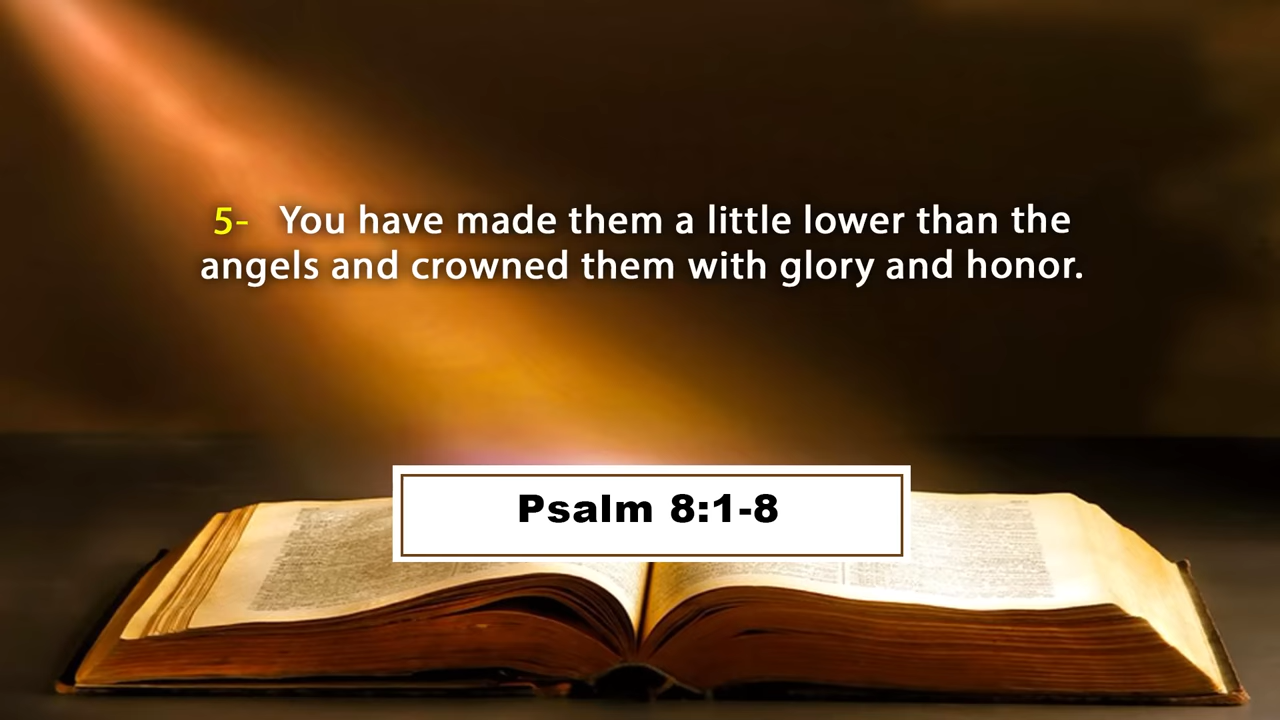 5- You have made them a little lower than the
angels and crowned them with glory and honor.
Psalm 8:1-8